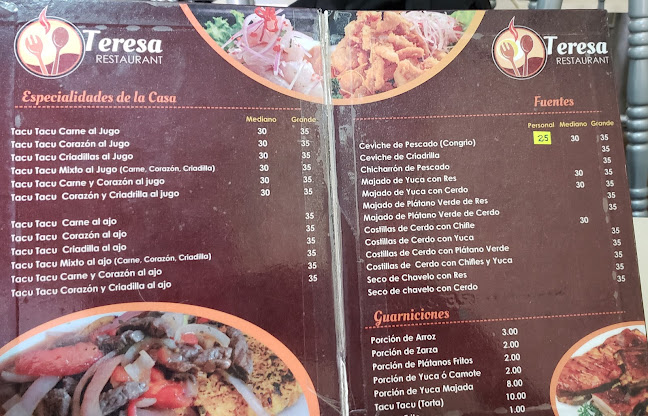 Teresa
RESTAURANT
Especialidades de la Casa
Mediano Grande
Tacu Tacu Carne al Jugo 30 35
Tacu Tacu Corazón al Jugo 30 35
Tacu Tacu Criadillas al Jugo 30 35
Tacu Tacu Mixto al Jugo (Carne, Corazón, Criadilla) 30 35
Tacu Tacu Carne y Corazón al jugo 30 35
Tacu Tacu Corazón y Criadrilla al jugo 30 35
Tacu Tacu Carne al ajo 35
Tacu Tacu Corazón al ajo 35
Tacu Tacu Criadilla al ajo 35
Tacu Tacu Mixto al ajo (Carne, Corazón, Criadilla) 35
Tacu Tacu Carne y Corazón al ajo 35
Tacu Tacu Corazón y Criadilla al ajo 35
Teresa
RESTAURANT
Fuentes
Personal Mediano Grande
Ceviche de Pescado (Congrio) 25 30 35
Ceviche de Criadrilla 35
Chicharrón de Pescado 35
Majado de Yuca con Res 30 35
Majado de Yuca con Cerdo 30 35
Majado de Plátano Verde de Res 35
Majado de Plátano Verde de Cerdo 35
Costillas de Cerdo con Chifle 30 35
Costillas de Cerdo con Yuca 35
Costillas de Cerdo con Plátano Verde 35
Costillas de Cerdo con Chifles y Yuca 35
Seco de Chavelo con Res 35
Seco de chavelo con Cerdo 35
Guarniciones
Porción de Arroz 3.00
Porción de Zarza 2.00
Porción de Plátanos Fritos 2.00
Porción de Yuca ó Camote 2.00
Porción de Yuca Majada 8.00
Tacu Tacu (Torta) 10.00
1.00